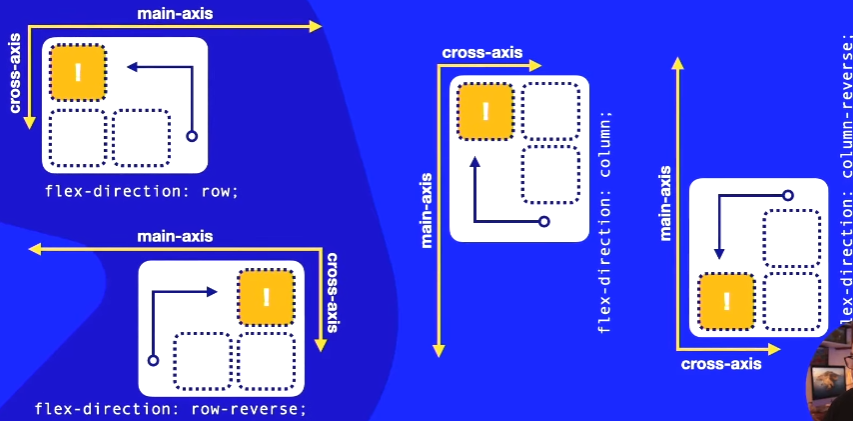 main-axis
cross-axis
!
flex-direction: row;
main-axis
cross-axis
!
flex-direction: row-reverse;
cross-axis
main-axis
!
flex-direction: column;
main-axis
!
cross-axis
flex-direction: column-reverse;